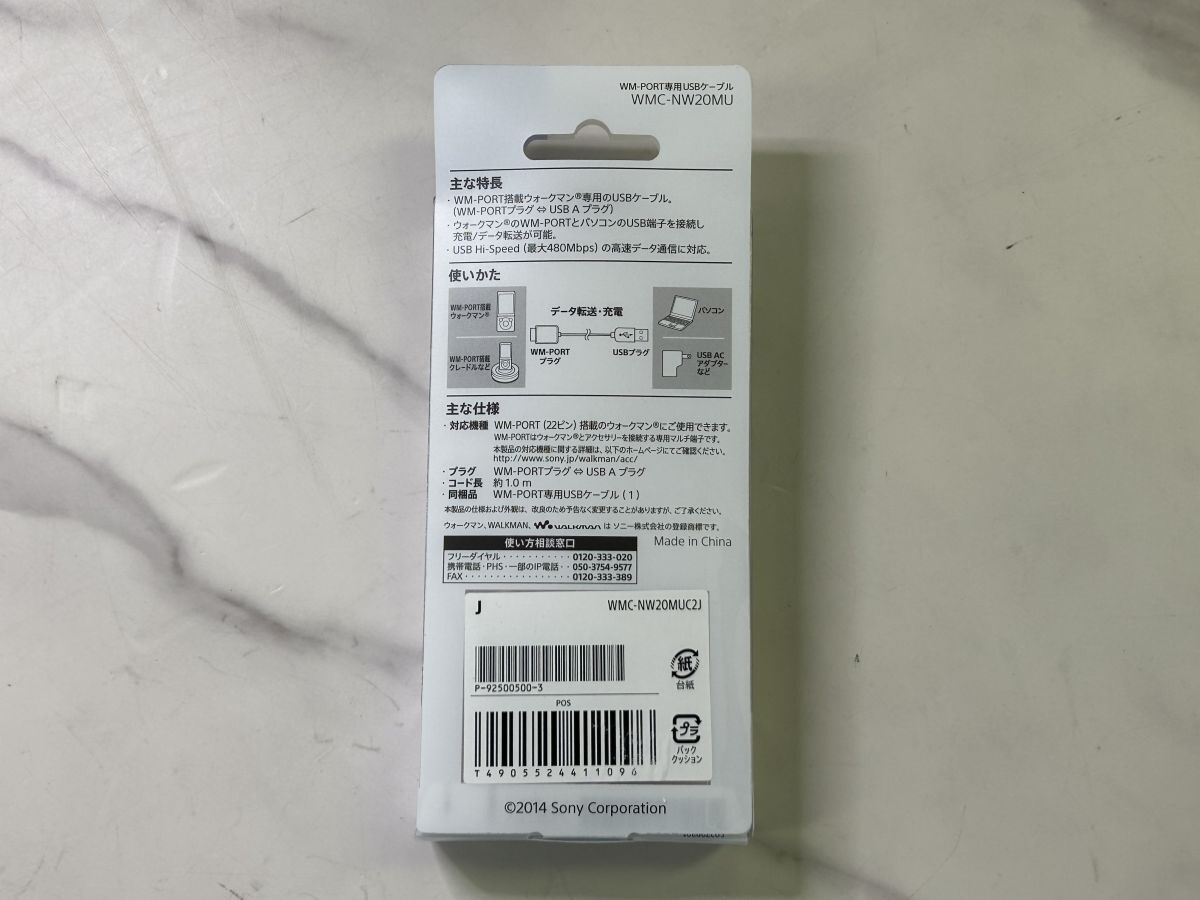 WM-PORT専用USBケーブル
WMC-NW20MU
主な特長
・WM-PORT搭載ウォークマン®専用のUSBケーブル。
(WM-PORTプラグ ⇔ USB A プラグ)
・ウォークマン®のWM-PORTとパソコンのUSB端子を接続し
充電/データ転送が可能。
・USB Hi-Speed (最大480Mbps) の高速データ通信に対応。
使いかた
WM-PORT搭載
ウォークマン®
データ転送・充電
パソコン
WM-PORT
プラグ
USBプラグ
WM-PORT搭載
クレードルなど
USB AC
アダプター
など
主な仕様
・対応機種 WM-PORT (22ピン) 搭載のウォークマン®にご使用できます。
WM-PORTはウォークマン®とアクセサリーを接続する専用マルチ端子です。
本製品の対応機種に関する詳細は、以下のホームページにてご確認ください。
http://www.sony.jp/walkman/acc/
・プラグ WM-PORTプラグ ⇔ USB A プラグ
・コード長 約1.0 m
・同梱品 WM-PORT専用USBケーブル (1)
本製品の仕様および外観は、改良のため予告なく変更することがありますが、ご了承ください。
ウォークマン、WALKMAN、WALKMAN は ソニー株式会社の登録商標です。
使い方相談窓口
Made in China
フリーダイヤル・・・・・・・・・・・0120-333-020
携帯電話・PHS・一部のIP電話・・050-3754-9577
FAX・・・・・・・・・・・・・・・・・0120-333-389
J
WMC-NW20MUC2J
P-92500500-3
紙
台紙
POS
プラ
パック
クッション
T4905524411096
©2014 Sony Corporation